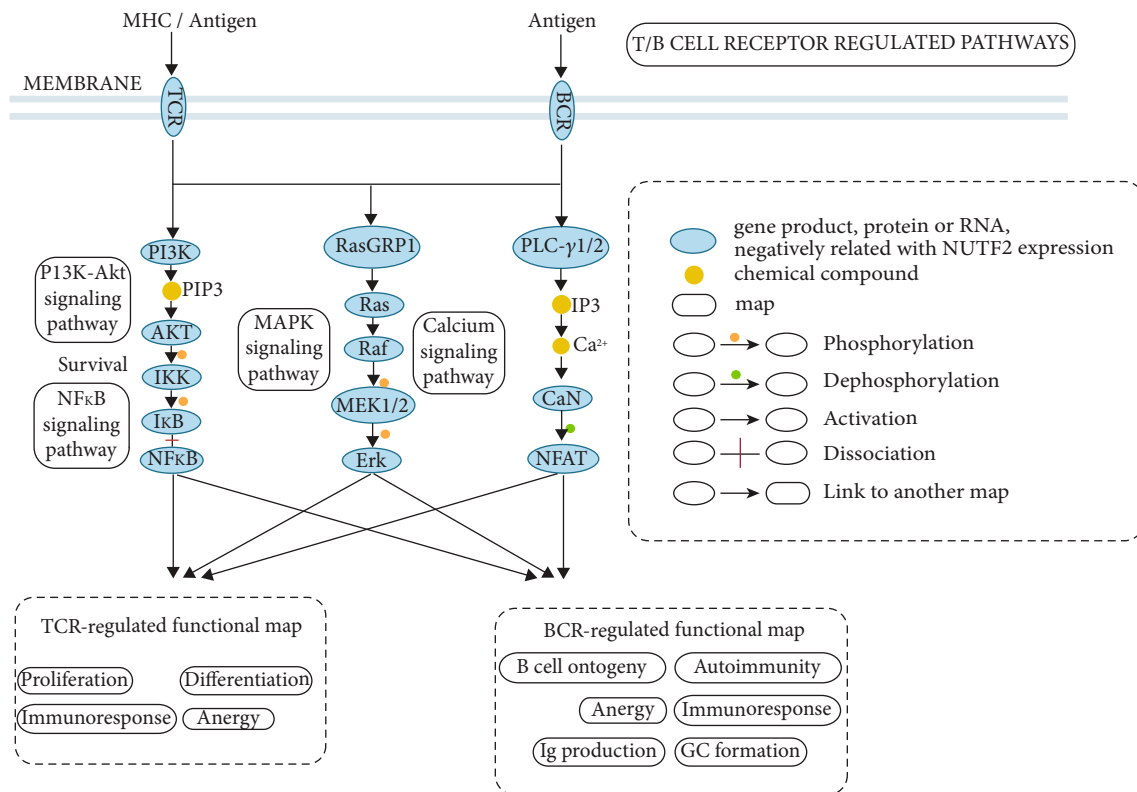 MHC / Antigen
Antigen
T/B CELL RECEPTOR REGULATED PATHWAYS
MEMBRANE
TCR
BCR
PI3K
RasGRP1
PLC-γ1/2
P13K-Akt
signaling
pathway
PIP3
Ras
IP3
AKT
MAPK
signaling
pathway
Raf
Calcium
signaling
pathway
Ca²⁺
Survival
IKK
MEK1/2
CaN
NFκB
signaling
pathway
IκB
NFκB
Erk
NFAT
gene product, protein or RNA,
negatively related with NUTF2 expression
chemical compound
map
Phosphorylation
Dephosphorylation
Activation
Dissociation
Link to another map
TCR-regulated functional map
Proliferation
Differentiation
Immunoresponse
Anergy
BCR-regulated functional map
B cell ontogeny
Autoimmunity
Anergy
Immunoresponse
Ig production
GC formation